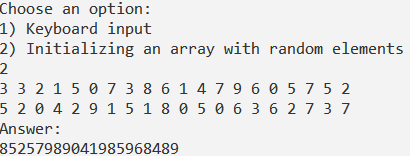 Choose an option:
1) Keyboard input
2) Initializing an array with random elements
2
3 3 2 1 5 0 7 3 8 6 1 4 7 9 6 0 5 7 5 2
5 2 0 4 2 9 1 5 1 8 0 5 0 6 3 6 2 7 3 7
Answer:
85257989041985968489